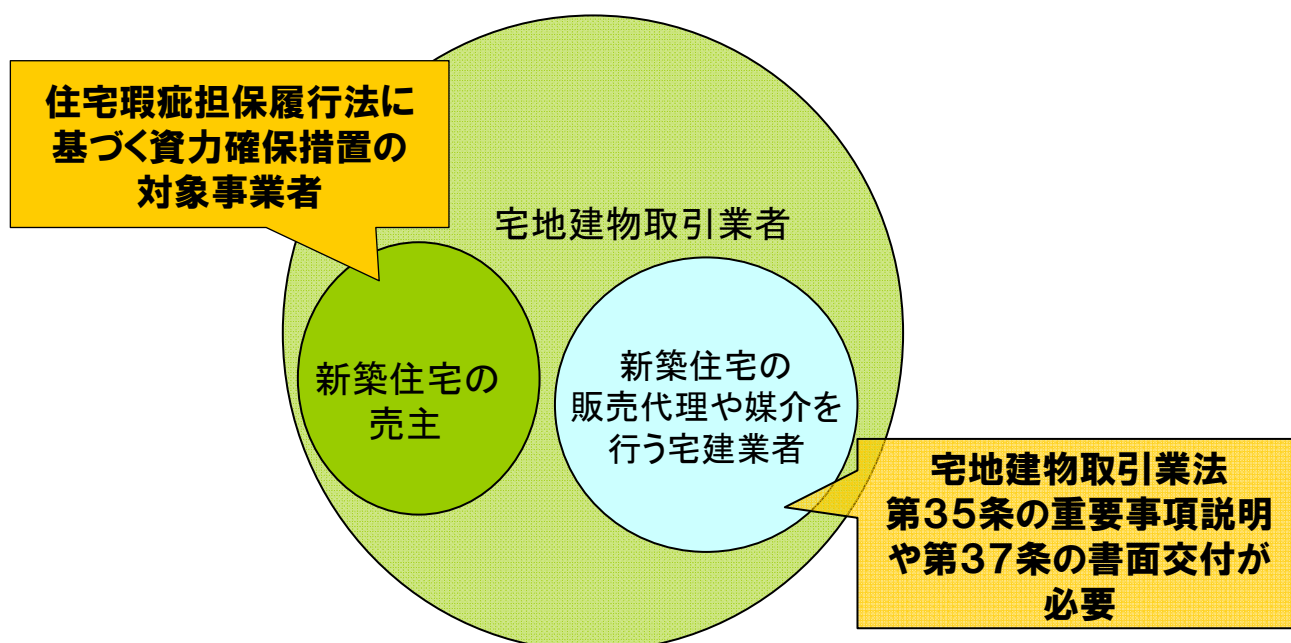 住宅瑕疵担保履行法に
基づく資力確保措置の
対象事業者
宅地建物取引業者
新築住宅の
売主
新築住宅の
販売代理や媒介を
行う宅建業者
宅地建物取引業法
第３５条の重要事項説明
や第３７条の書面交付が
必要